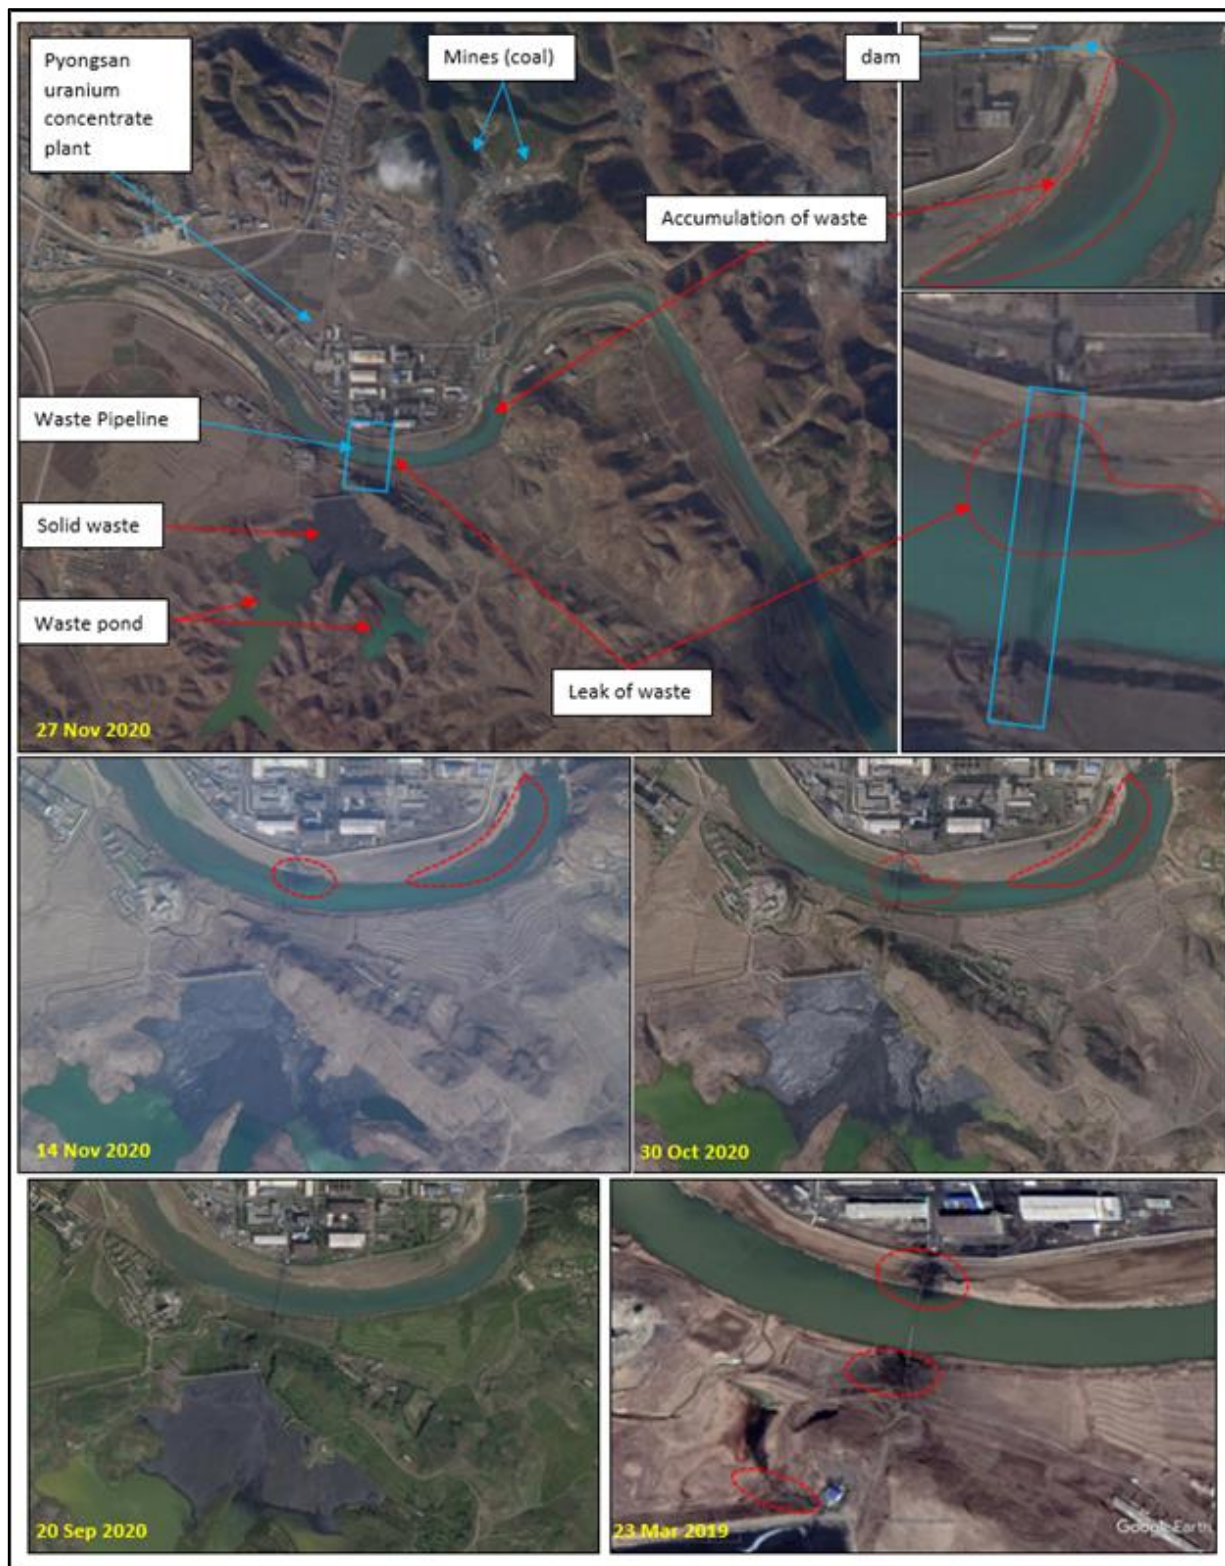 Pyongsan
uranium
concentrate
plant
Mines (coal)
dam
Accumulation of waste
Waste Pipeline
Solid waste
Waste pond
Leak of waste
27 Nov 2020
14 Nov 2020
30 Oct 2020
20 Sep 2020
23 Mar 2019
Google Earth